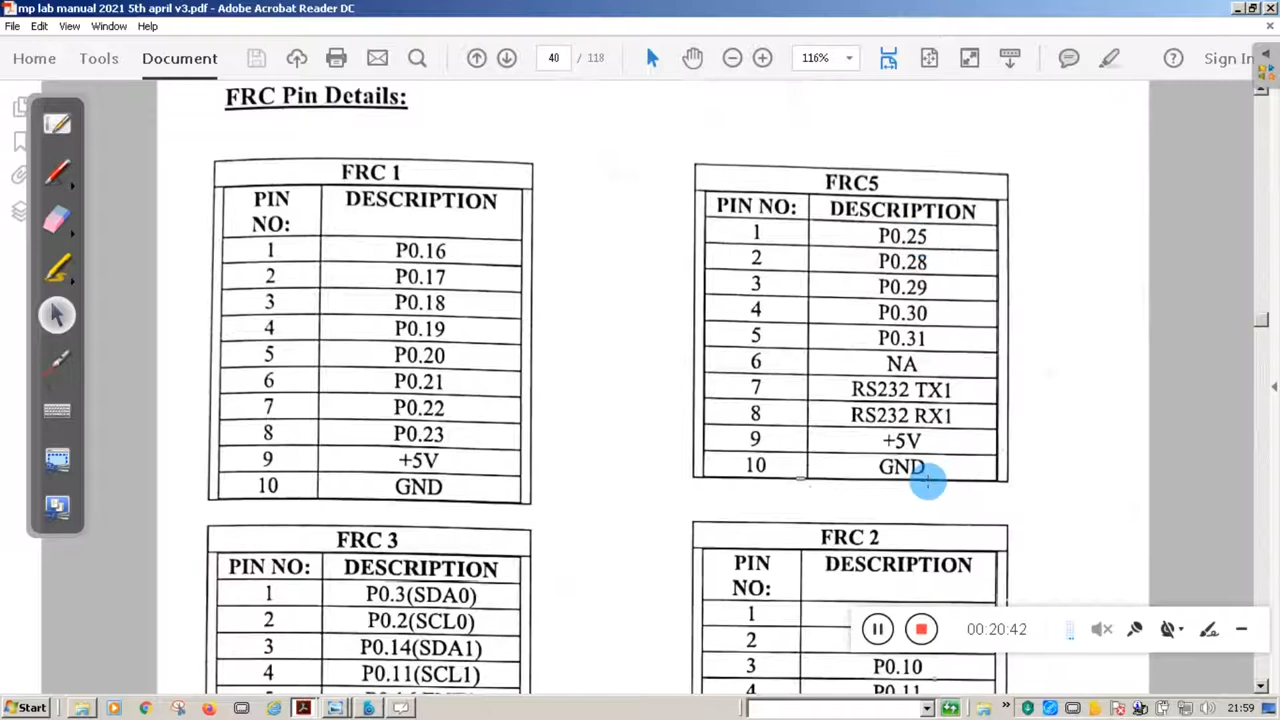 mp lab manual 2021 5th april v3.pdf - Adobe Acrobat Reader DC
File Edit View Window Help
Home Tools Document 40 / 118 116% Sign In
FRC Pin Details:
FRC 1
PIN NO: DESCRIPTION
1 P0.16
2 P0.17
3 P0.18
4 P0.19
5 P0.20
6 P0.21
7 P0.22
8 P0.23
9 +5V
10 GND
FRC5
PIN NO: DESCRIPTION
1 P0.25
2 P0.28
3 P0.29
4 P0.30
5 P0.31
6 NA
7 RS232 TX1
8 RS232 RX1
9 +5V
10 GND
FRC 3
PIN NO: DESCRIPTION
1 P0.3(SDA0)
2 P0.2(SCL0)
3 P0.14(SDA1)
4 P0.11(SCL1)
FRC 2
PIN NO: DESCRIPTION
1
2
3 P0.10
4 P0.11
00:20:42
Start 21:59